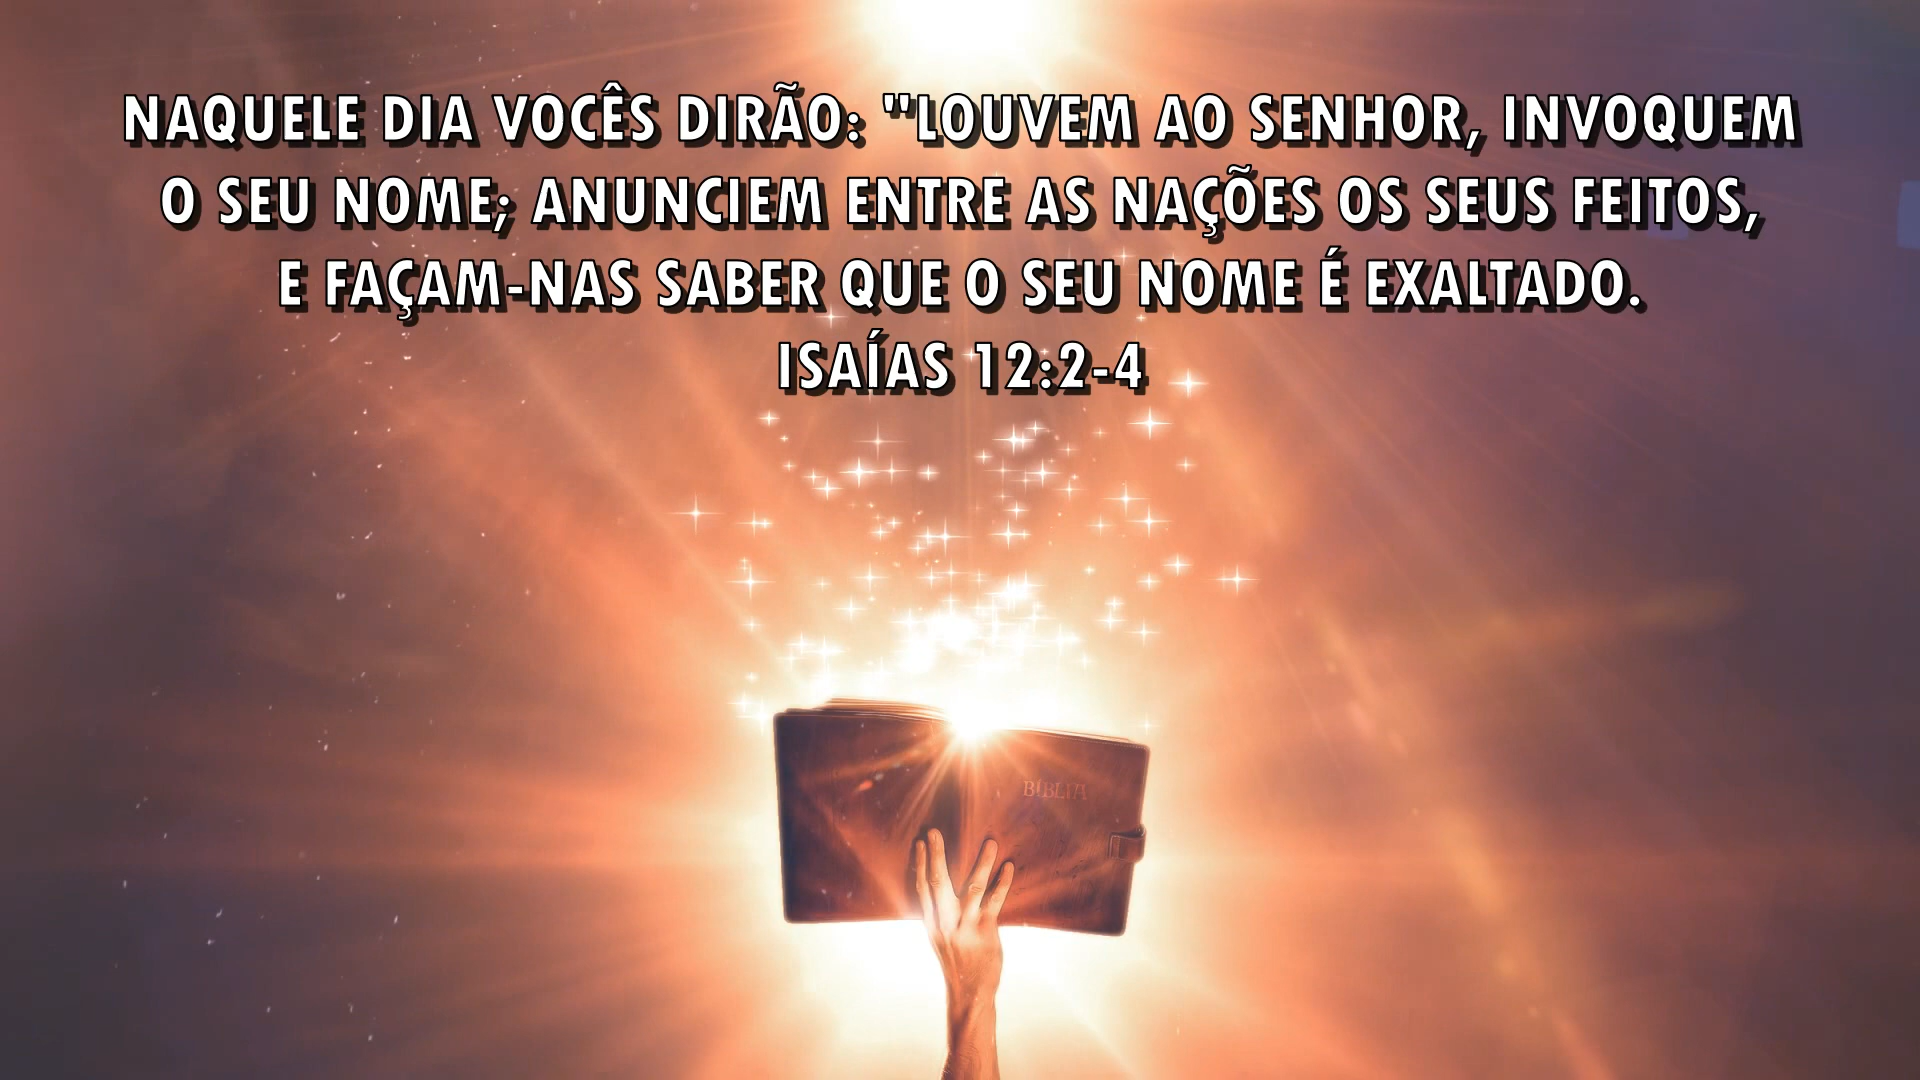 NAQUELE DIA VOCÊS DIRÃO: "LOUVEM AO SENHOR, INVOQUEM
O SEU NOME; ANUNCIEM ENTRE AS NAÇÕES OS SEUS FEITOS,
E FAÇAM-NAS SABER QUE O SEU NOME É EXALTADO.
ISAÍAS 12:2-4
BÍBLIA